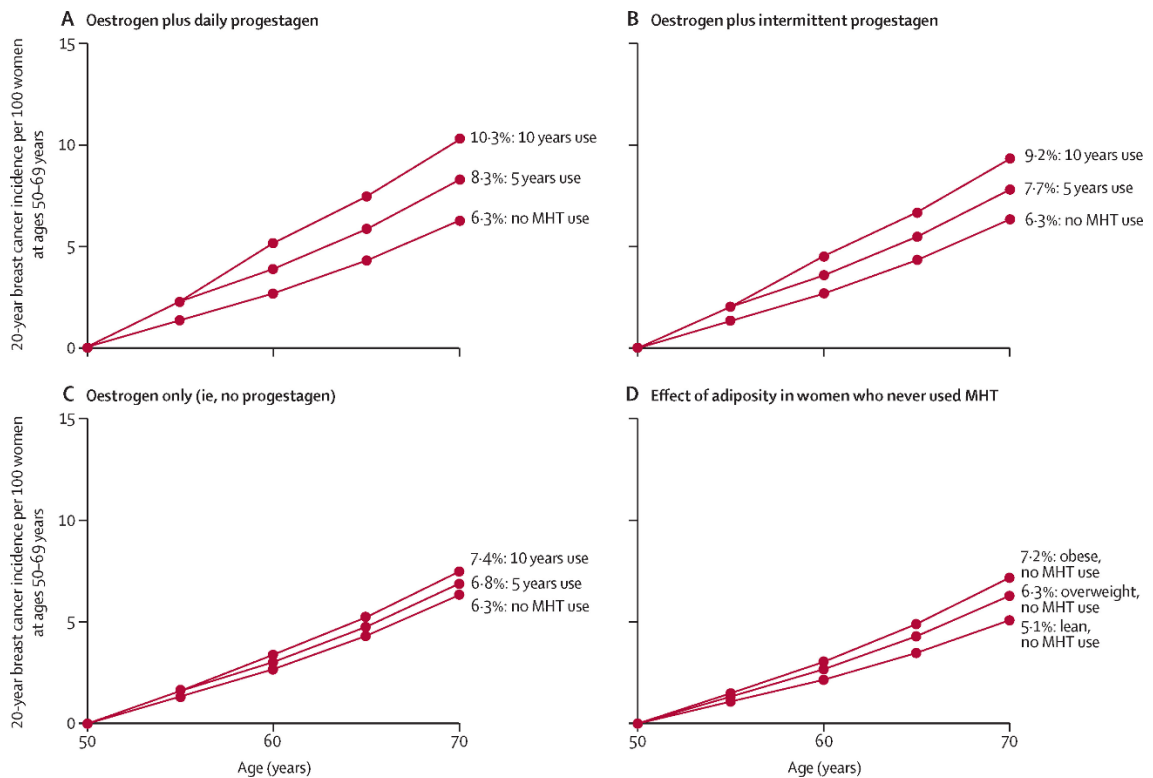 A Oestrogen plus daily progestagen
20-year breast cancer incidence per 100 women
at ages 50–69 years
15
10
5
0
10·3%: 10 years use
8·3%: 5 years use
6·3%: no MHT use
B Oestrogen plus intermittent progestagen
9·2%: 10 years use
7·7%: 5 years use
6·3%: no MHT use
C Oestrogen only (ie, no progestagen)
20-year breast cancer incidence per 100 women
at ages 50–69 years
15
10
5
0
50
60
70
Age (years)
7·4%: 10 years use
6·8%: 5 years use
6·3%: no MHT use
D Effect of adiposity in women who never used MHT
7·2%: obese,
no MHT use
6·3%: overweight,
no MHT use
5·1%: lean,
no MHT use
50
60
70
Age (years)